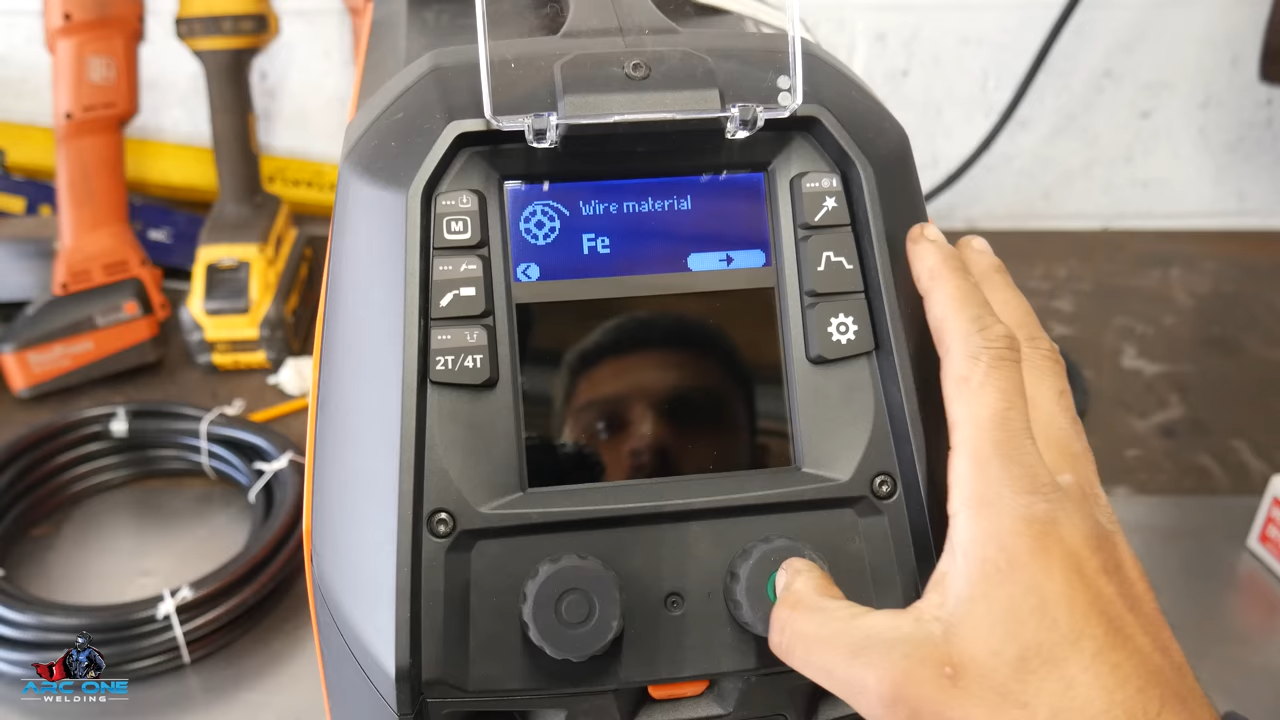 Wire material
Fe
M
2T/4T
ARC ONE
WELDING